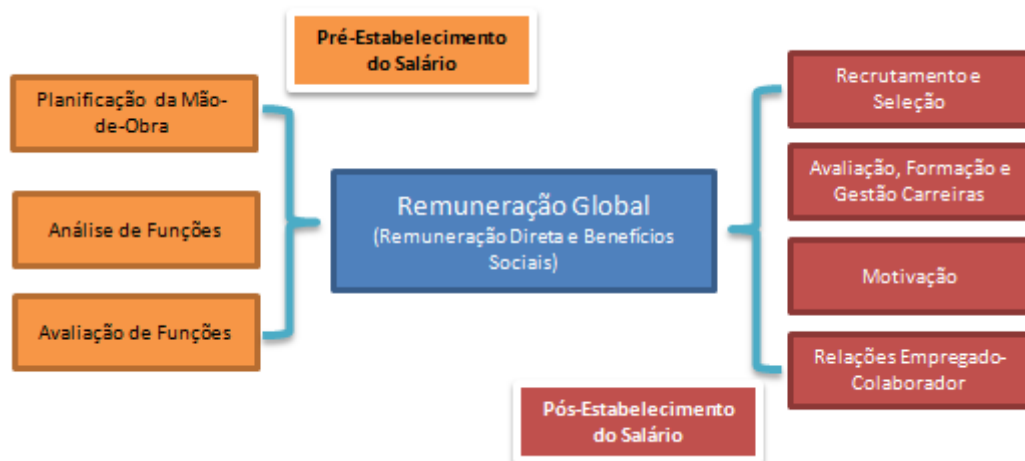 Pré-Estabelecimento
do Salário
Planificação da Mão-
de-Obra
Análise de Funções
Avaliação de Funções
Remuneração Global
(Remuneração Direta e Benefícios
Sociais)
Recrutamento e
Seleção
Avaliação, Formação e
Gestão Carreiras
Motivação
Relações Empregado-
Colaborador
Pós-Estabelecimento
do Salário